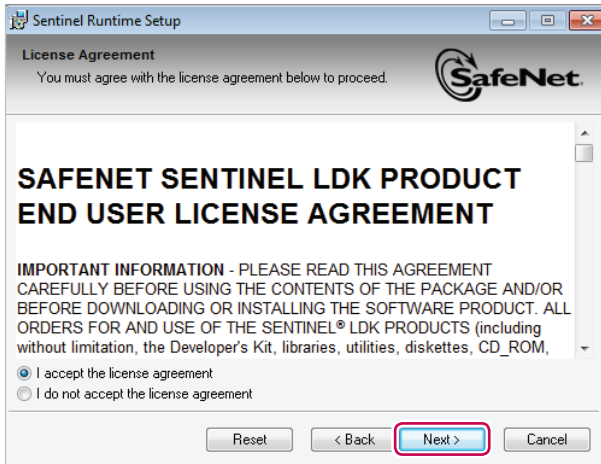 Sentinel Runtime Setup
License Agreement
You must agree with the license agreement below to proceed.
SafeNet.
SAFENET SENTINEL LDK PRODUCT
END USER LICENSE AGREEMENT
IMPORTANT INFORMATION - PLEASE READ THIS AGREEMENT
CAREFULLY BEFORE USING THE CONTENTS OF THE PACKAGE AND/OR
BEFORE DOWNLOADING OR INSTALLING THE SOFTWARE PRODUCT. ALL
ORDERS FOR AND USE OF THE SENTINEL® LDK PRODUCTS (including
without limitation, the Developer's Kit, libraries, utilities, diskettes, CD_ROM,
I accept the license agreement
I do not accept the license agreement
Reset
< Back
Next >
Cancel